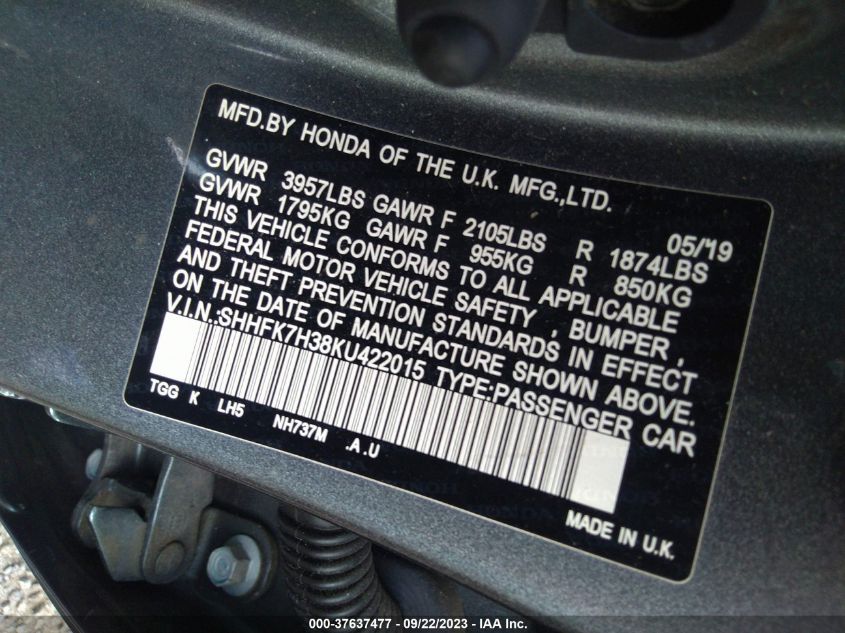 MFD.BY HONDA OF THE U.K. MFG.,LTD.
05/'19
GVWR 3957LBS GAWR F 2105LBS R 1874LBS
GVWR 1795KG GAWR F 955KG R 850KG
THIS VEHICLE CONFORMS TO ALL APPLICABLE
FEDERAL MOTOR VEHICLE SAFETY , BUMPER ,
AND THEFT PREVENTION STANDARDS IN EFFECT
ON THE DATE OF MANUFACTURE SHOWN ABOVE.
V.I.N.:SHHFK7H38KU422015 TYPE:PASSENGER CAR
TGG K LH5 NH737M .A.U
MADE IN U.K.
000-37637477 — 09/22/2023 — IAA Inc.